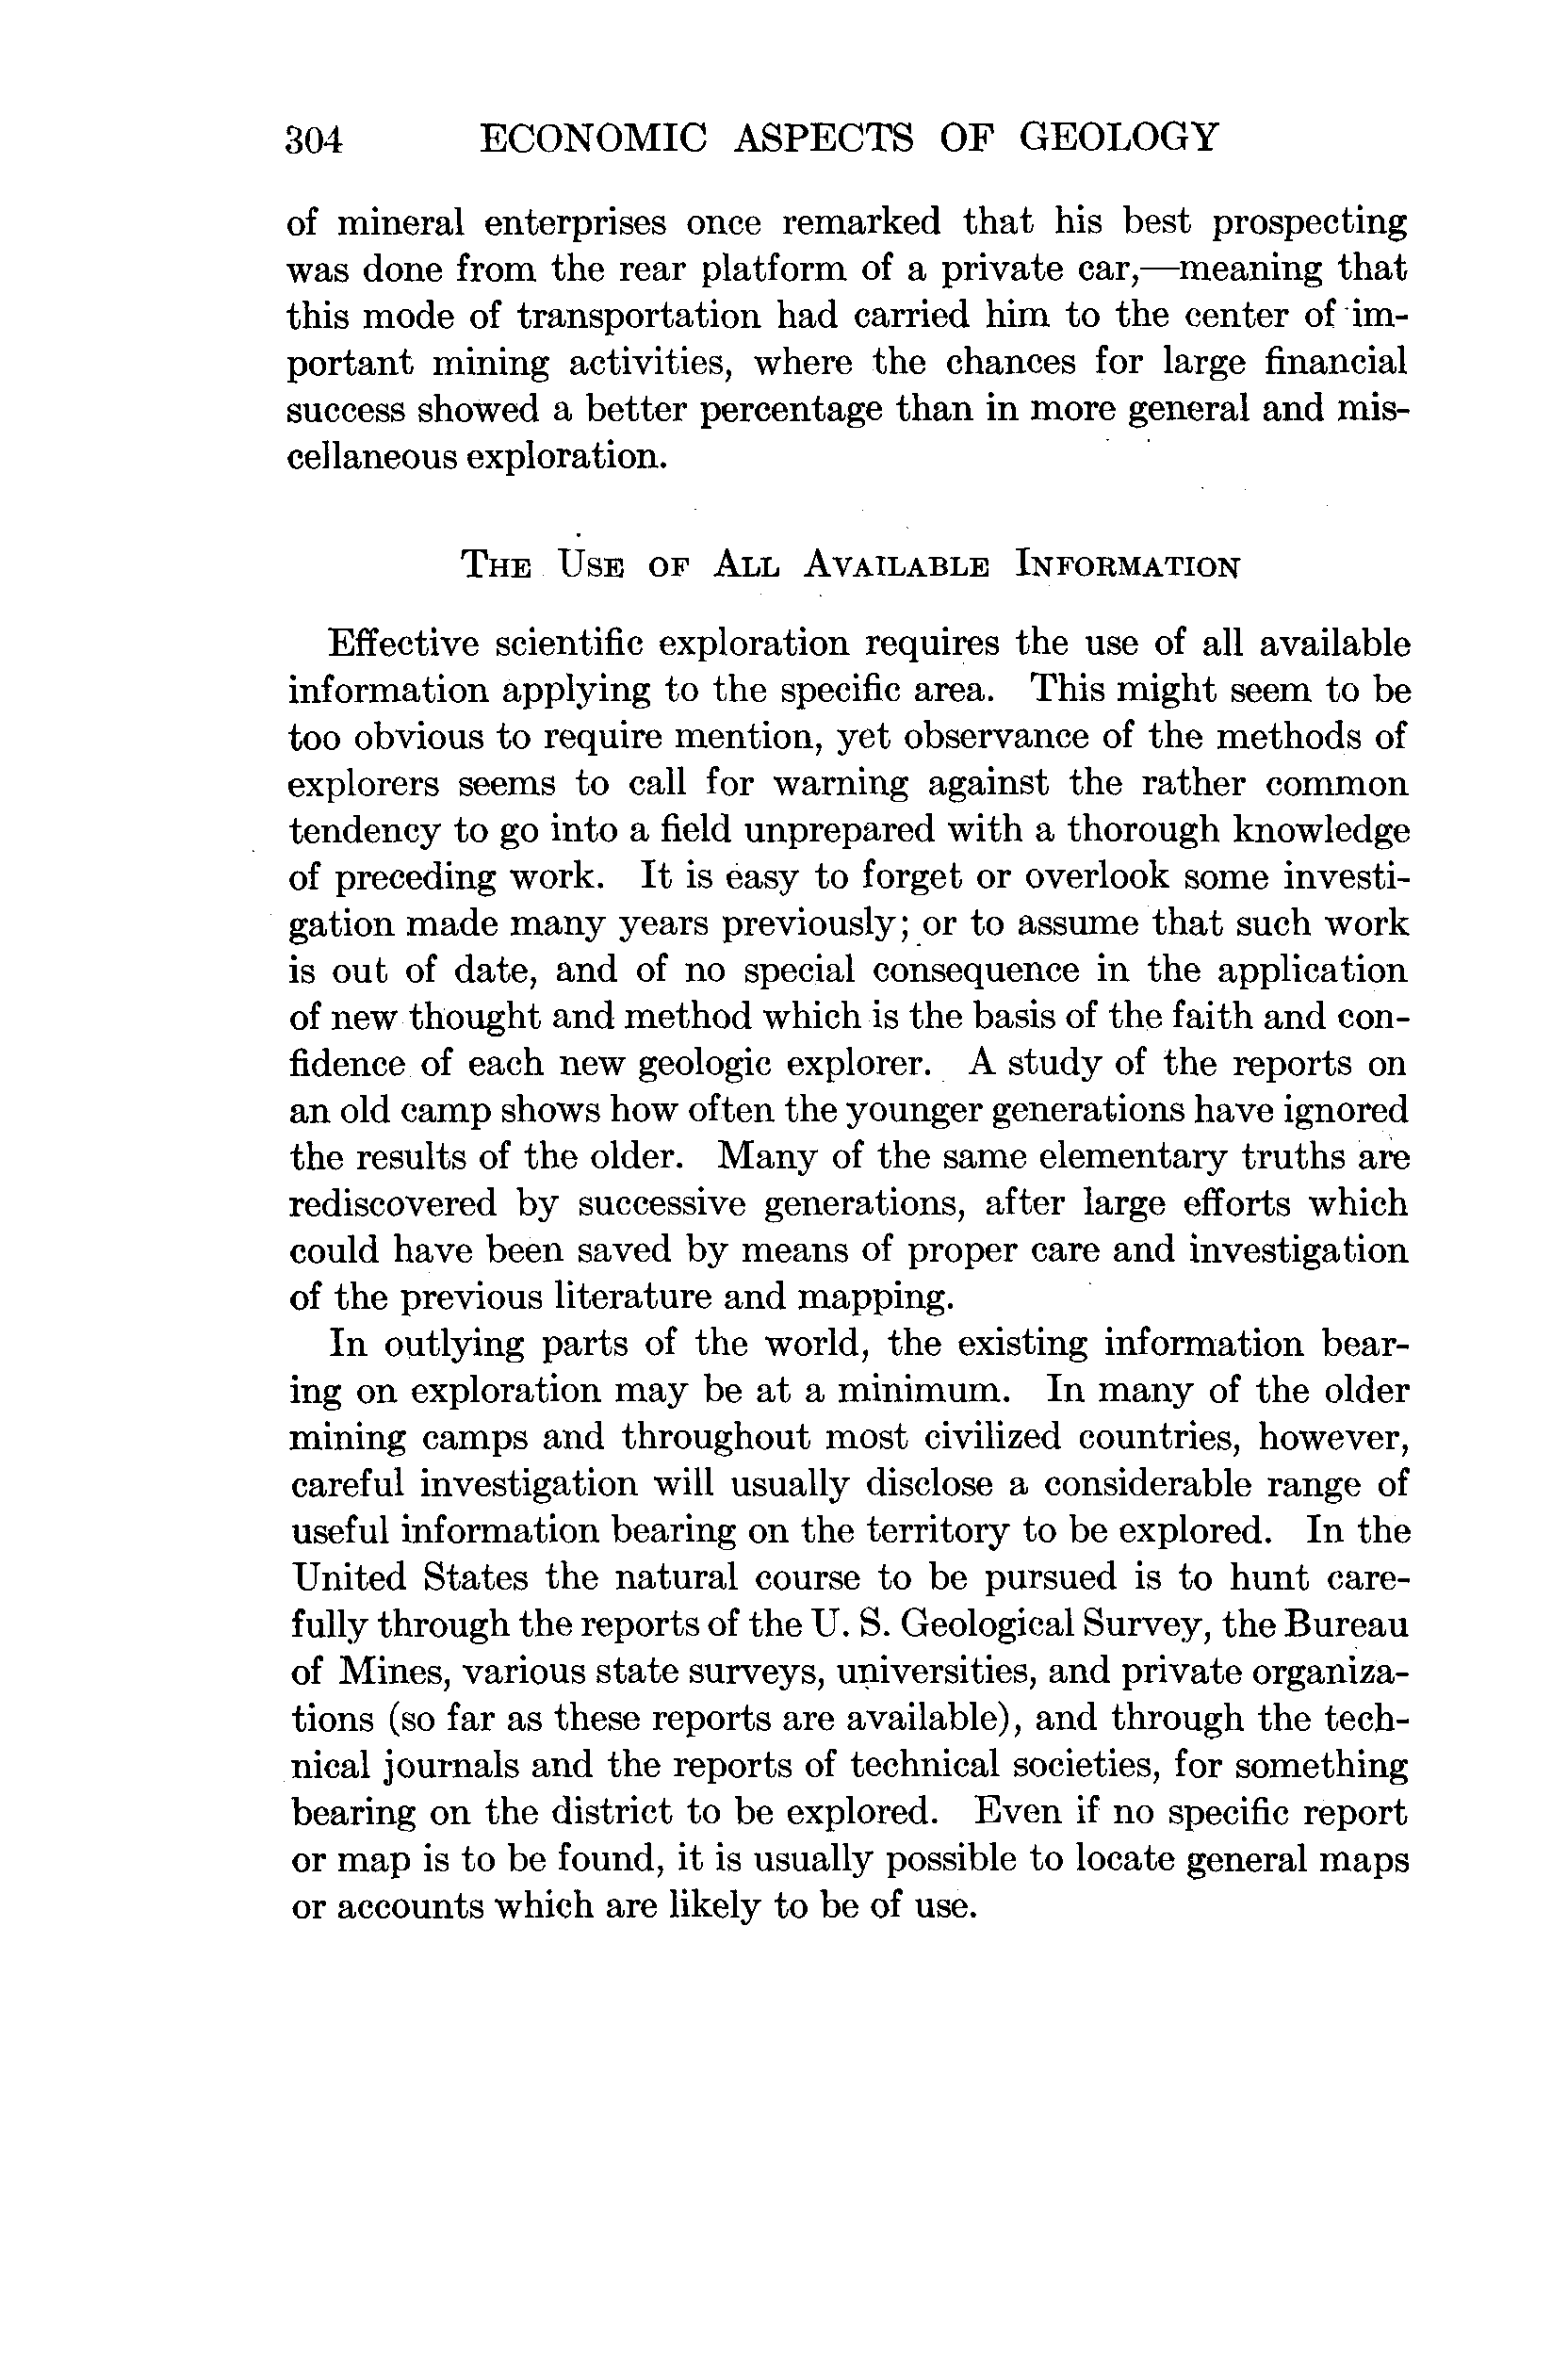 304 ECONOMIC ASPECTS OF GEOLOGY
of mineral enterprises once remarked that his best prospecting
was done from the rear platform of a private car,—meaning that
this mode of transportation had carried him to the center of im-
portant mining activities, where the chances for large financial
success showed a better percentage than in more general and mis-
cellaneous exploration.
The Use of All Available Information
Effective scientific exploration requires the use of all available
information applying to the specific area. This might seem to be
too obvious to require mention, yet observance of the methods of
explorers seems to call for warning against the rather common
tendency to go into a field unprepared with a thorough knowledge
of preceding work. It is easy to forget or overlook some investi-
gation made many years previously; or to assume that such work
is out of date, and of no special consequence in the application
of new thought and method which is the basis of the faith and con-
fidence of each new geologic explorer. A study of the reports on
an old camp shows how often the younger generations have ignored
the results of the older. Many of the same elementary truths are
rediscovered by successive generations, after large efforts which
could have been saved by means of proper care and investigation
of the previous literature and mapping.
In outlying parts of the world, the existing information bear-
ing on exploration may be at a minimum. In many of the older
mining camps and throughout most civilized countries, however,
careful investigation will usually disclose a considerable range of
useful information bearing on the territory to be explored. In the
United States the natural course to be pursued is to hunt care-
fully through the reports of the U. S. Geological Survey, the Bureau
of Mines, various state surveys, universities, and private organiza-
tions (so far as these reports are available), and through the tech-
nical journals and the reports of technical societies, for something
bearing on the district to be explored. Even if no specific report
or map is to be found, it is usually possible to locate general maps
or accounts which are likely to be of use.